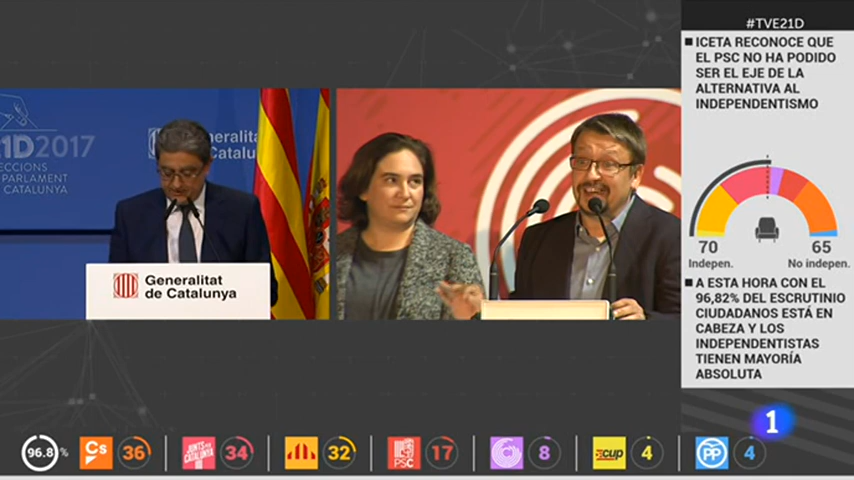 #TVE21D
ICETA RECONOCE QUE
EL PSC NO HA PODIDO
SER EL EJE DE LA
ALTERNATIVA AL
INDEPENDENTISMO
21D2017
ECCIONS
PARLAMENT
CATALUNYA
Generalita
de Catalun
Generalitat
de Catalunya
70
Indepen.
65
No indepen.
A ESTA HORA CON EL
96,82% DEL ESCRUTINIO
CIUDADANOS ESTÁ EN
CABEZA Y LOS
INDEPENDENTISTAS
TIENEN MAYORÍA
ABSOLUTA
1
96.8 %
Cs 36
JUNTS PER CATALUNYA 34
32
PSC 17
8
cup 4
PP 4